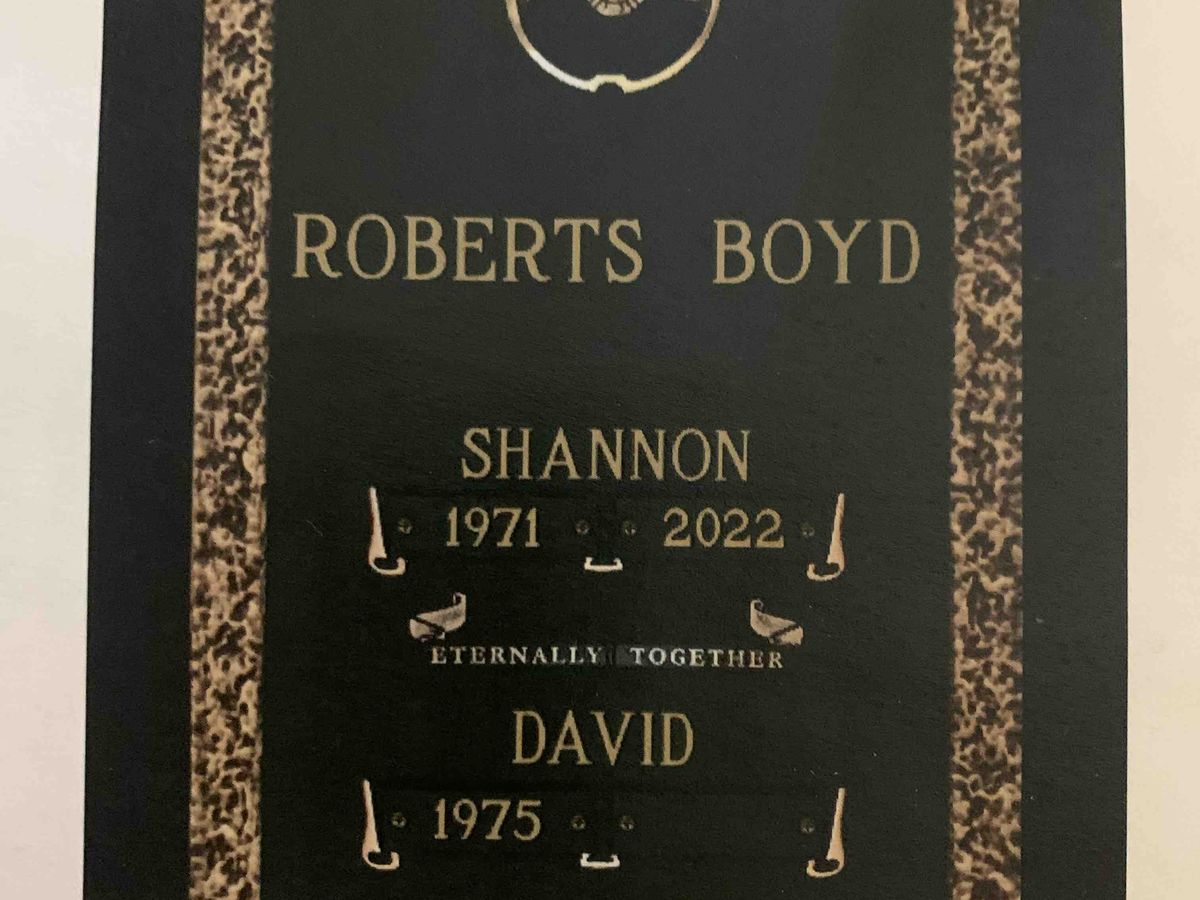 ROBERTS BOYD
SHANNON
1971 2022
ETERNALLY TOGETHER
DAVID
1975